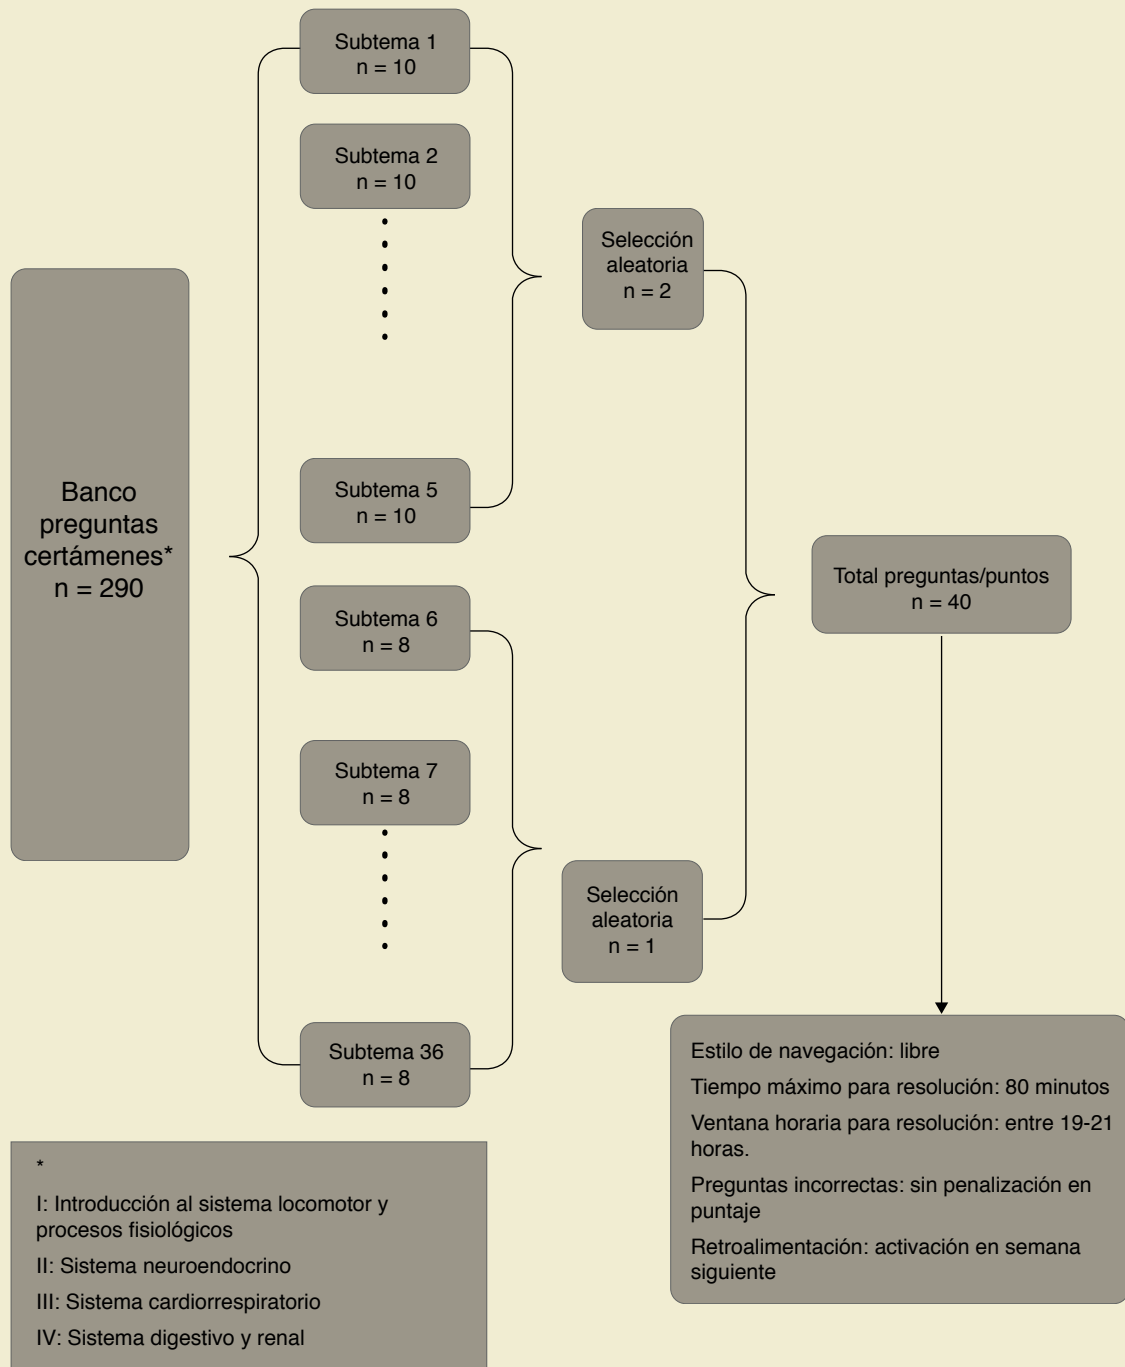 Subtema 1
n = 10
Subtema 2
n = 10
Selección
aleatoria
n = 2
Banco
preguntas
certámenes*
n = 290
Subtema 5
n = 10
Subtema 6
n = 8
Total preguntas/puntos
n = 40
Subtema 7
n = 8
Selección
aleatoria
n = 1
Subtema 36
n = 8
Estilo de navegación: libre
Tiempo máximo para resolución: 80 minutos
Ventana horaria para resolución: entre 19-21
horas.
Preguntas incorrectas: sin penalización en
puntaje
Retroalimentación: activación en semana
siguiente
*
I: Introducción al sistema locomotor y
procesos fisiológicos
II: Sistema neuroendocrino
III: Sistema cardiorrespiratorio
IV: Sistema digestivo y renal